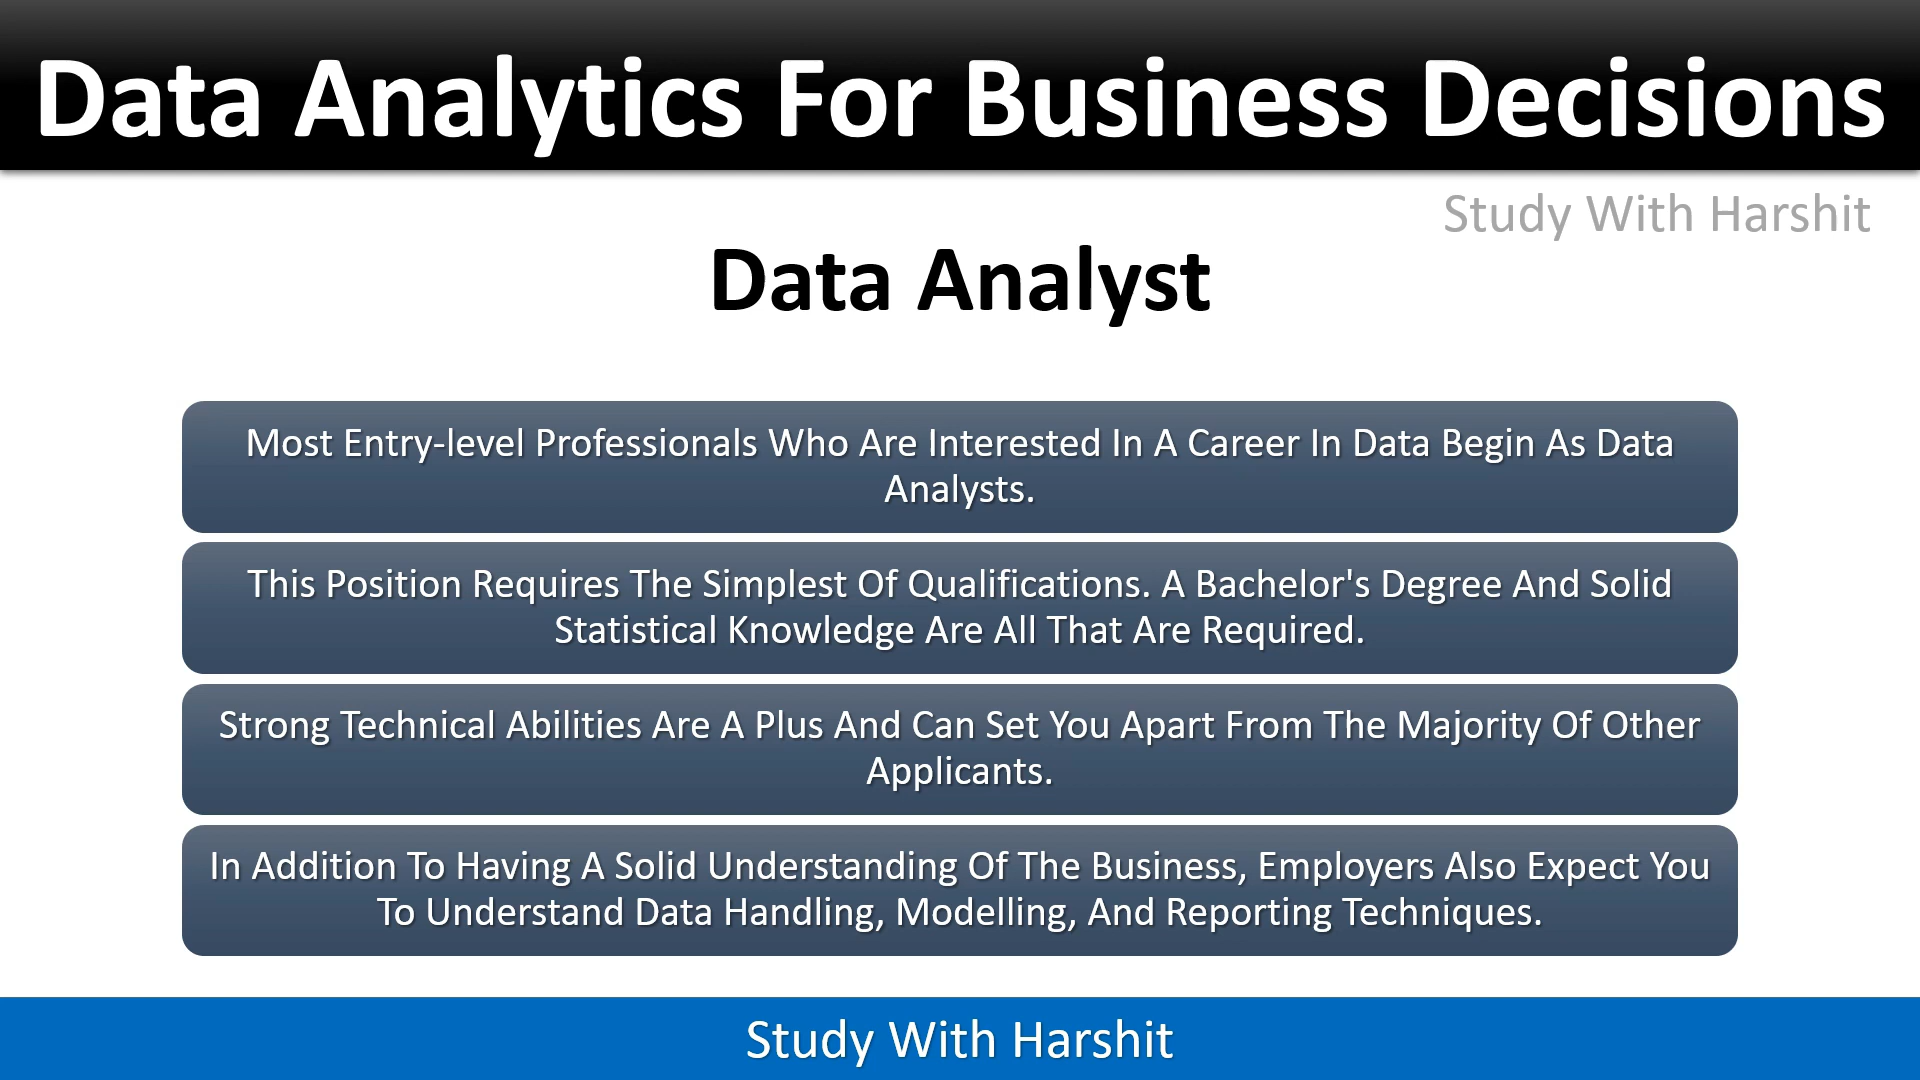 Data Analytics For Business Decisions
Study With Harshit
Data Analyst
Most Entry-level Professionals Who Are Interested In A Career In Data Begin As Data
Analysts.
This Position Requires The Simplest Of Qualifications. A Bachelor's Degree And Solid
Statistical Knowledge Are All That Are Required.
Strong Technical Abilities Are A Plus And Can Set You Apart From The Majority Of Other
Applicants.
In Addition To Having A Solid Understanding Of The Business, Employers Also Expect You
To Understand Data Handling, Modelling, And Reporting Techniques.
Study With Harshit